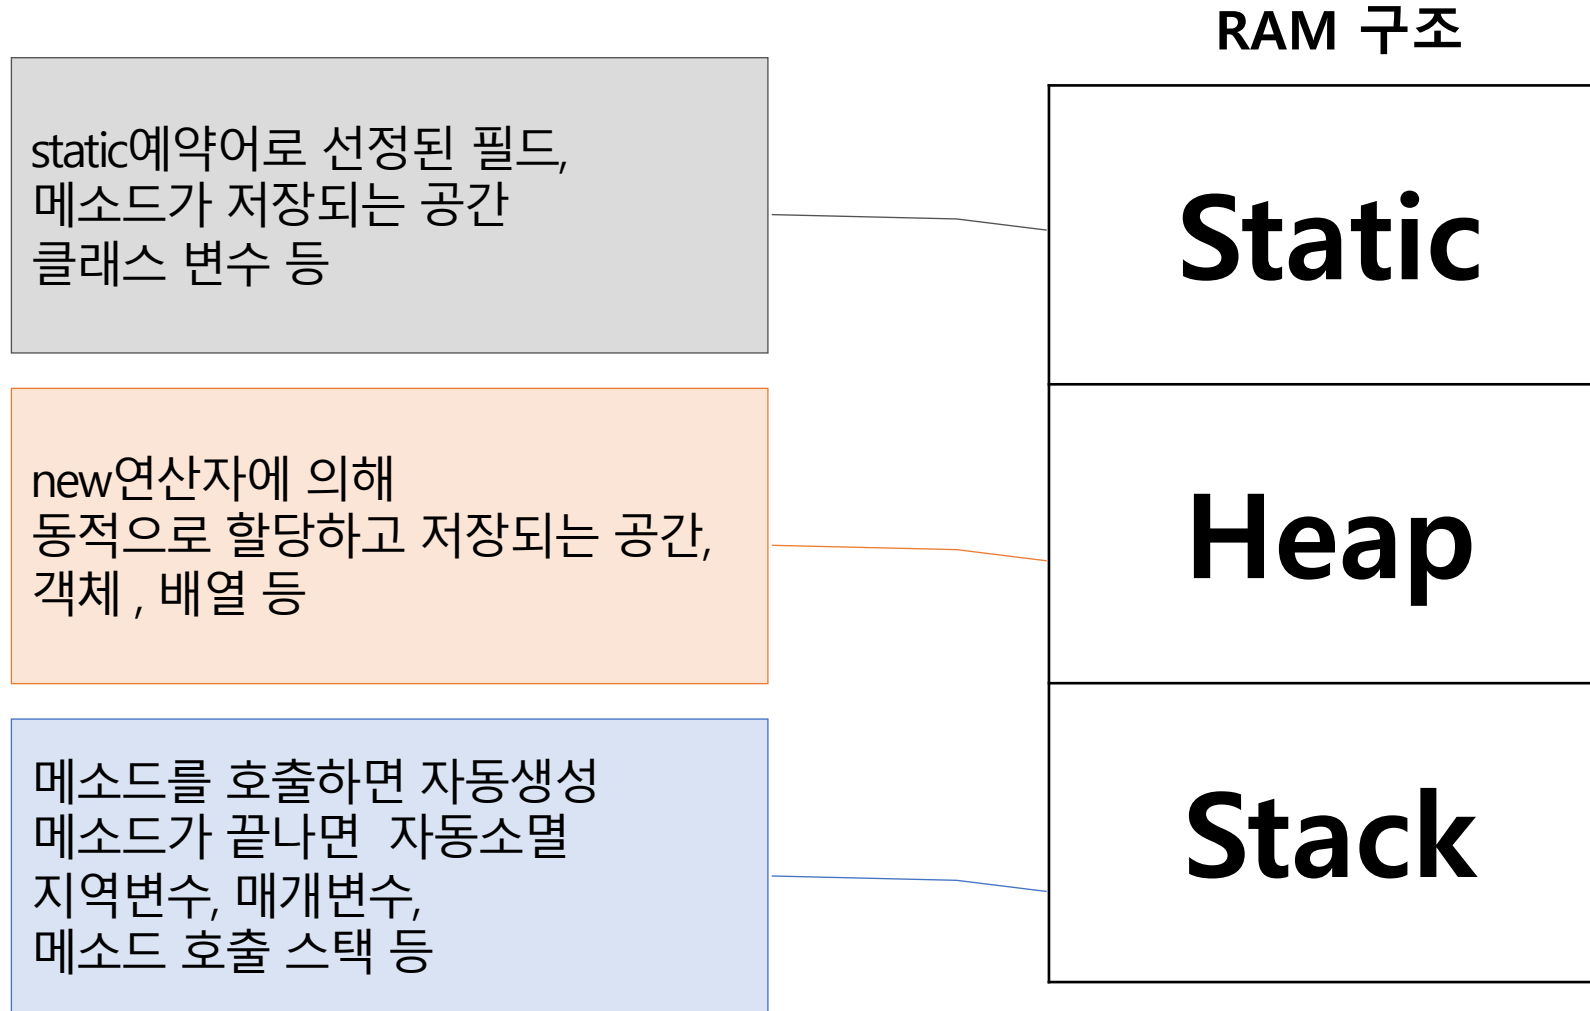 RAM 구조
static예약어로 선정된 필드,
메소드가 저장되는 공간
클래스 변수 등
Static
new연산자에 의해
동적으로 할당하고 저장되는 공간,
객체 , 배열 등
Heap
메소드를 호출하면 자동생성
메소드가 끝나면 자동소멸
지역변수, 매개변수,
메소드 호출 스택 등
Stack